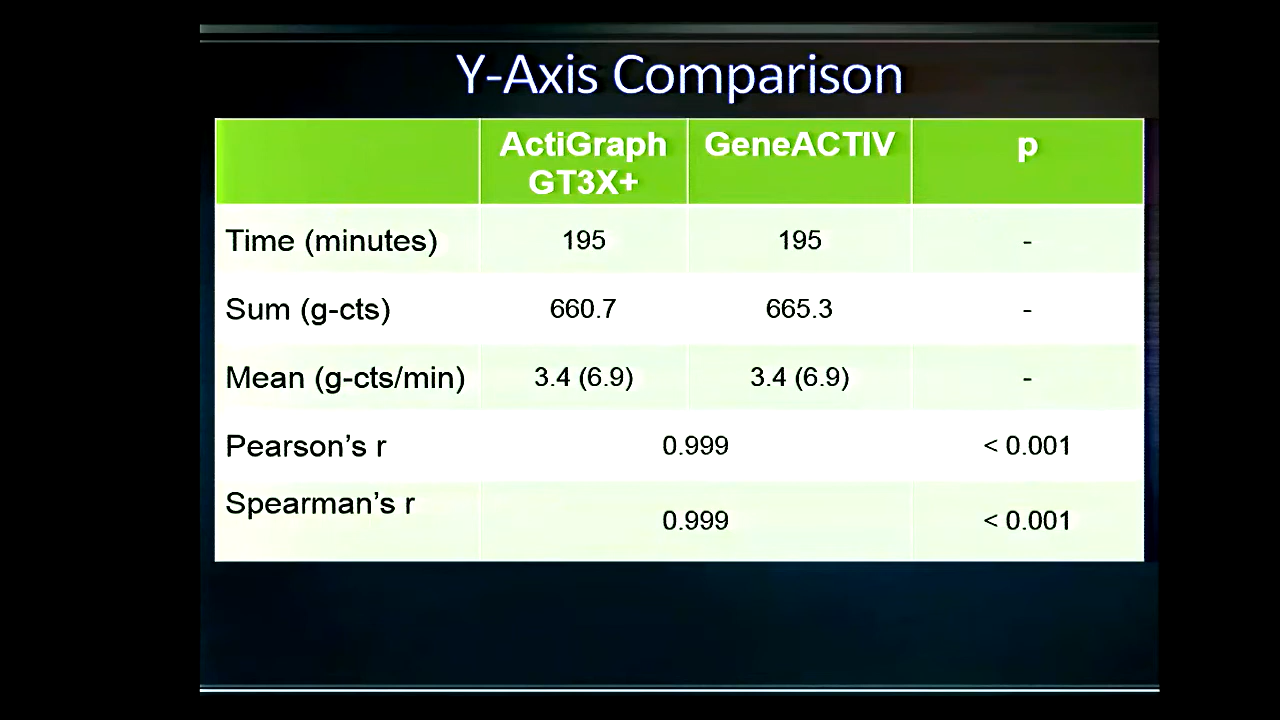 Y-Axis Comparison
ActiGraph GeneACTIV p
GT3X+
Time (minutes) 195 195 -
Sum (g-cts) 660.7 665.3 -
Mean (g-cts/min) 3.4 (6.9) 3.4 (6.9) -
Pearson’s r 0.999 < 0.001
Spearman’s r 0.999 < 0.001